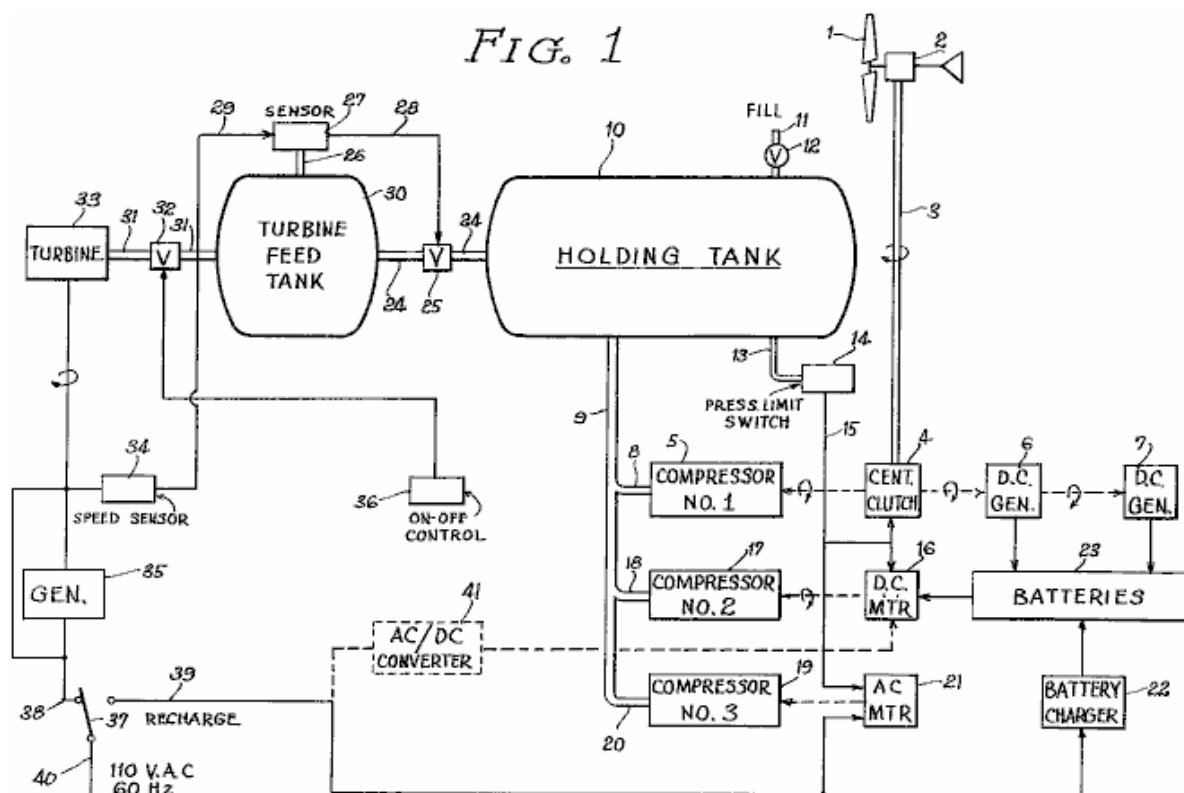 FIG. 1
1
2
29
SENSOR
27
28
FILL
11
12
V
10
26
30
33
32
31
31
TURBINE
V
TURBINE
FEED
TANK
24
V
24
25
HOLDING TANK
3
13
14
PRESS. LIMIT
SWITCH
9
15
34
SPEED SENSOR
36
ON-OFF
CONTROL
8
5
COMPRESSOR
NO. 1
4
CENT.
CLUTCH
6
D.C.
GEN.
7
D.C.
GEN.
35
GEN.
18
17
COMPRESSOR
NO. 2
16
D.C.
MTR
23
BATTERIES
41
AC/DC
CONVERTER
38
37
39
RECHARGE
20
19
COMPRESSOR
NO. 3
AC
MTR
21
BATTERY
CHARGER
22
40
110 V.A.C
60 Hz